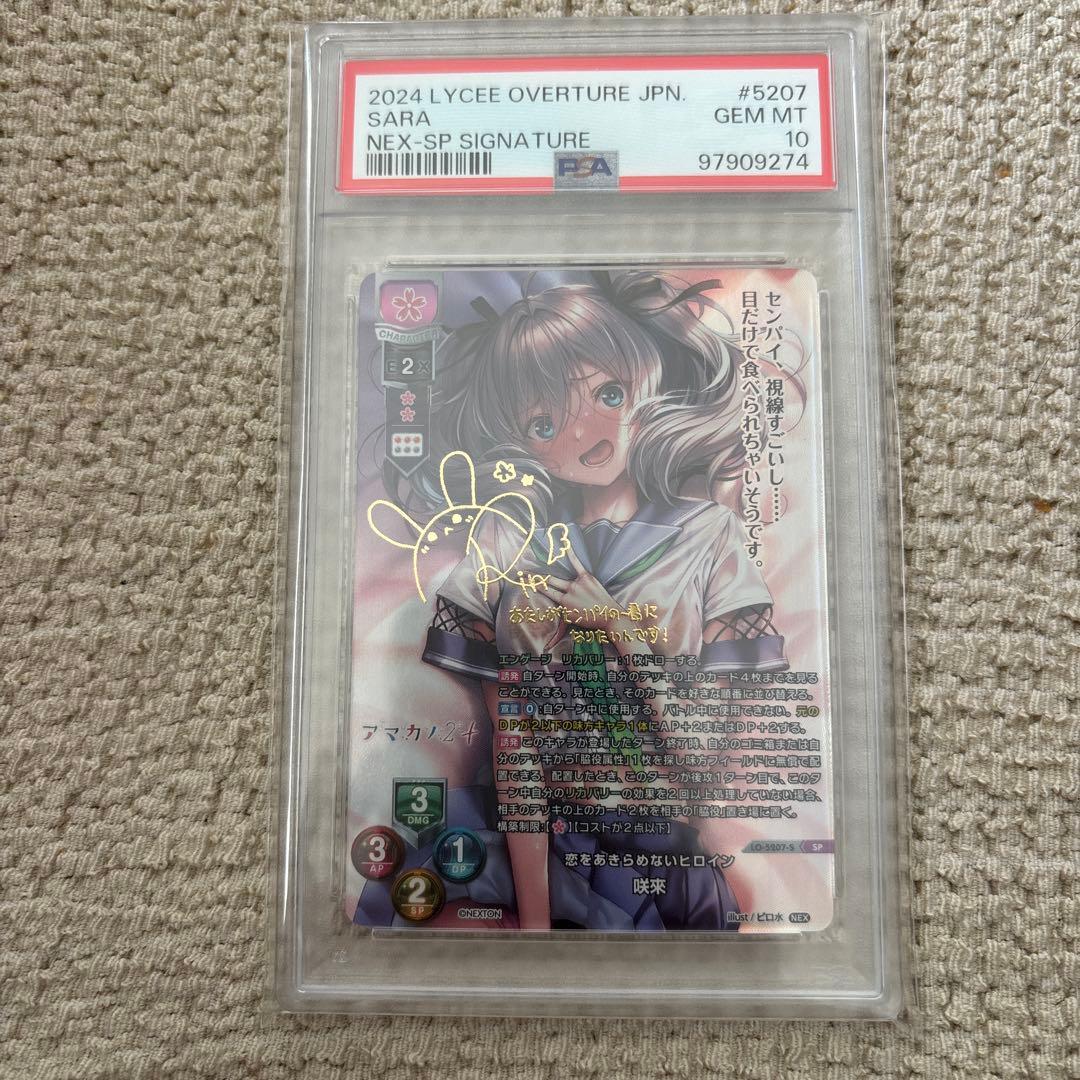 2024 LYCEE OVERTURE JPN. #5207
SARA GEM MT
NEX-SP SIGNATURE 10
PSA 97909274
センパイ、視線すごいし……
目だけで食べられちゃいそうです。
CHARACTER
E 2 X
Rin
あたしがセンパイの一番に
なりたいんです!
エンゲージ リカバリー:1枚ドローする。
誘発 自ターン開始時、自分のデッキの上のカード4枚までを見る
ことができる。見たとき、そのカードを好きな順番に並び替える。
宣言 0:自ターン中に使用する。バトル中に使用できない。元の
DPが2以下の味方キャラ1体にAP+2またはDP+2する。
誘発 このキャラが登場したターン終了時、自分のゴミ箱または自
分のデッキから「脇役属性」1枚を探し味方フィールドに無償で配
置できる。配置したとき、このターンが後攻1ターン目で、このタ
ーン中自分のリカバリーの効果を2回以上処理していない場合、
相手のデッキの上のカード2枚を相手の「脇役」置き場に置く。
構築制限:【】【コストが2点以下】
アマカノ2+
3
DMG
3
AP
1
DP
2
SP
LO-5207-S SP
恋をあきらめないヒロイン
咲來
©NEXTON
illust / ピロ水 NEX